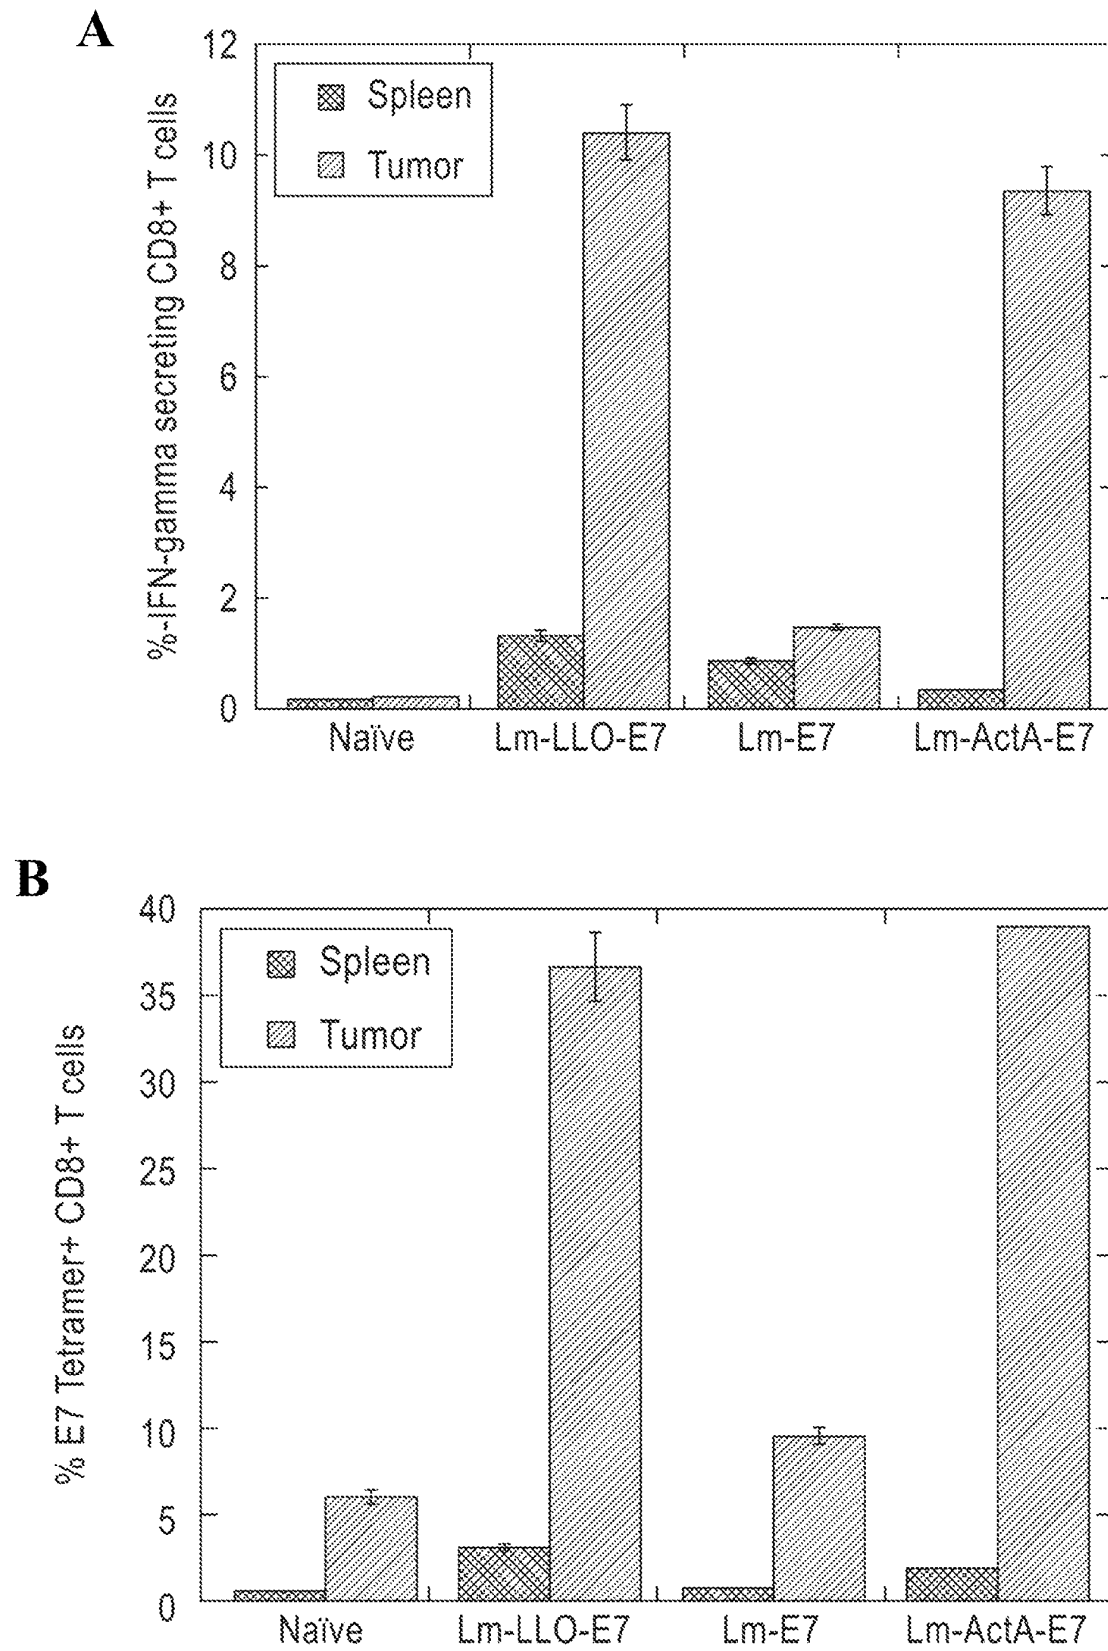 A
%-IFN-gamma secreting CD8+ T cells
12
10
8
6
4
2
0
Spleen
Tumor
Naïve
Lm-LLO-E7
Lm-E7
Lm-ActA-E7
B
% E7 Tetramer+ CD8+ T cells
40
35
30
25
20
15
10
5
0
Spleen
Tumor
Naïve
Lm-LLO-E7
Lm-E7
Lm-ActA-E7